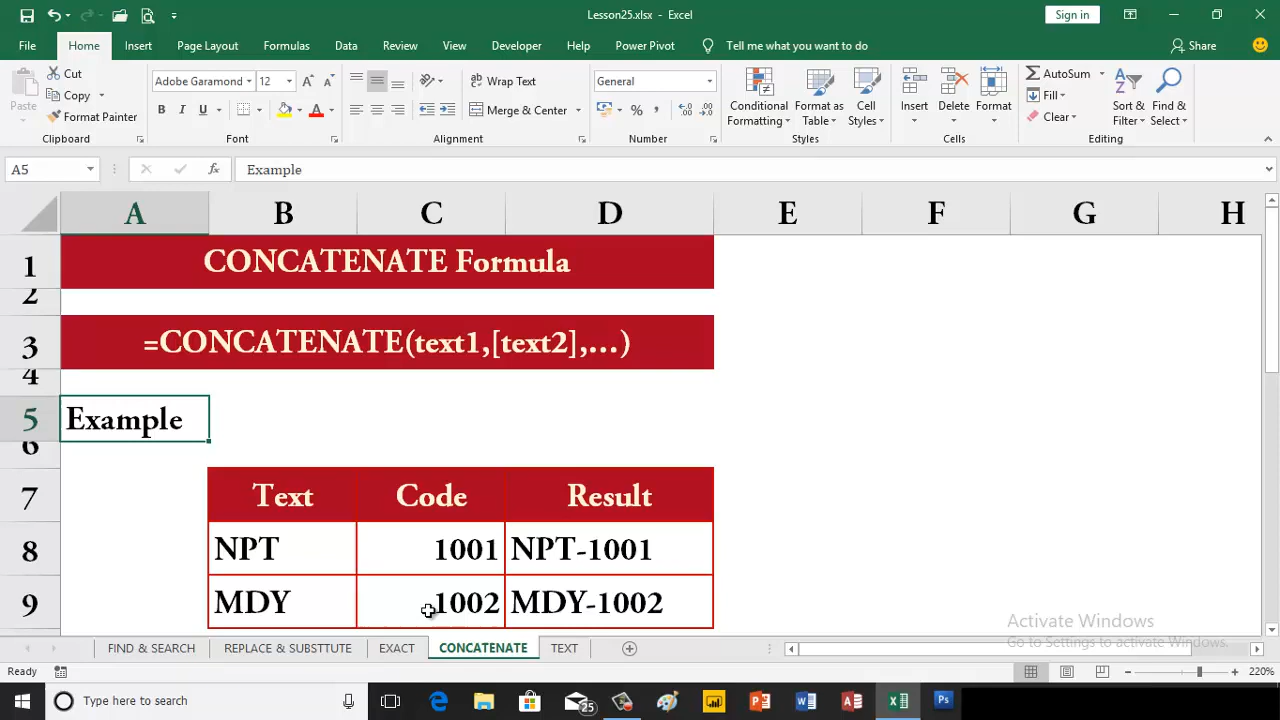 Lesson25.xlsx - Excel
Sign in
File Home Insert Page Layout Formulas Data Review View Developer Help Power Pivot Tell me what you want to do Share
Paste
Cut
Copy
Format Painter
Clipboard
Adobe Garamond 12
B I U A
Font
Wrap Text
Merge & Center
Alignment
General
%
Number
Conditional Formatting
Format as Table
Cell Styles
Styles
Insert
Delete
Format
Cells
AutoSum
Fill
Clear
Sort & Filter
Find & Select
Editing
A5 fx Example
A B C D E F G H
1 CONCATENATE Formula
2
3 =CONCATENATE(text1,[text2],...)
4
5 Example
6
7 Text Code Result
8 NPT 1001 NPT-1001
9 MDY 1002 MDY-1002
Activate Windows
Go to Settings to activate Windows.
FIND & SEARCH REPLACE & SUBSTITUTE EXACT CONCATENATE TEXT
Ready 220%
Type here to search 25